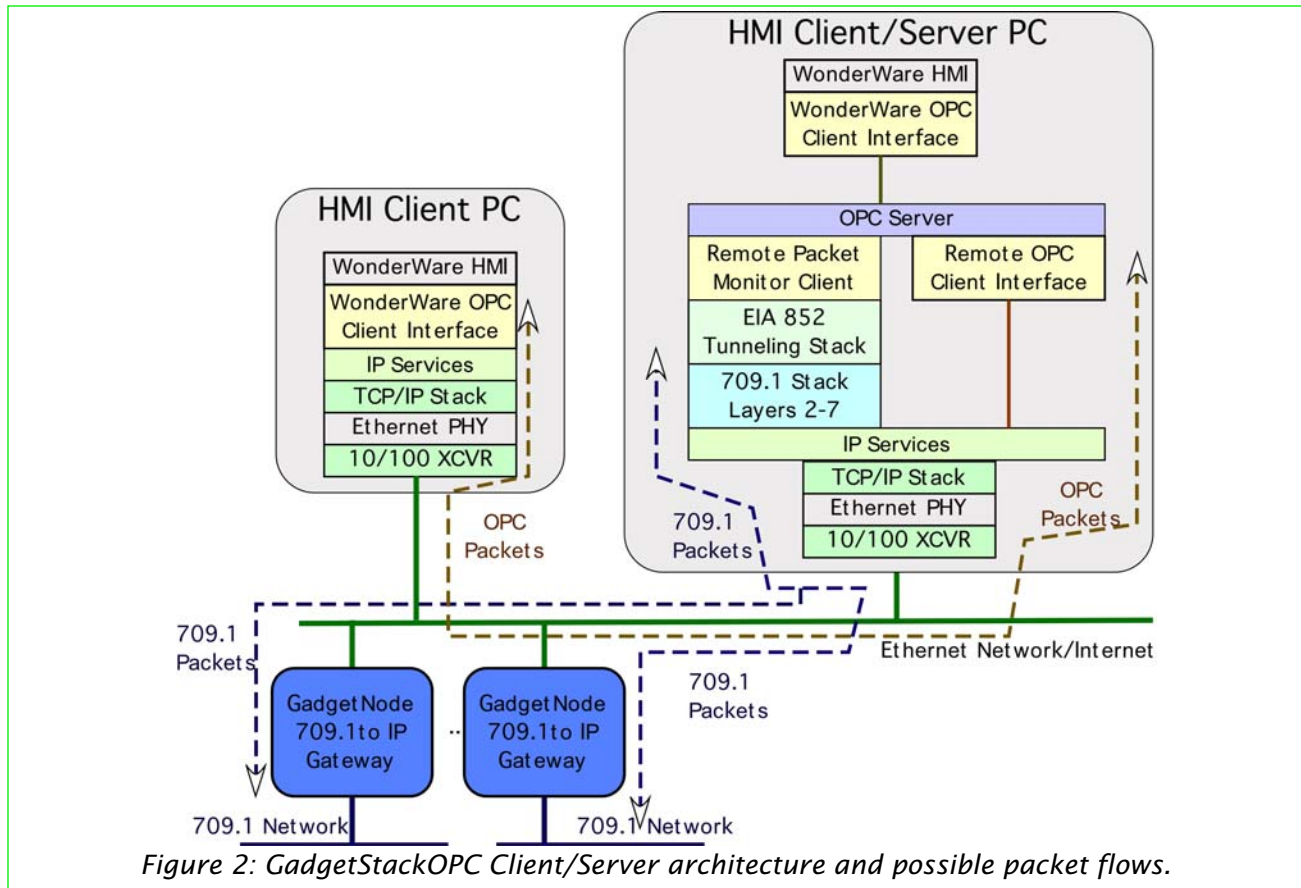 HMI Client/Server PC
WonderWare HMI
WonderWare OPC
Client Interface
OPC Server
Remote Packet
Monitor Client
Remote OPC
Client Interface
EIA 852
Tunneling Stack
709.1 Stack
Layers 2-7
IP Services
TCP/IP Stack
Ethernet PHY
10/100 XCVR
709.1
Packets
OPC
Packets
HMI Client PC
WonderWare HMI
WonderWare OPC
Client Interface
IP Services
TCP/IP Stack
Ethernet PHY
10/100 XCVR
OPC
Packets
709.1
Packets
Ethernet Network/Internet
709.1
Packets
GadgetNode
709.1to IP
Gateway
..
GadgetNode
709.1to IP
Gateway
709.1 Network
709.1 Network
Figure 2: GadgetStackOPC Client/Server architecture and possible packet flows.